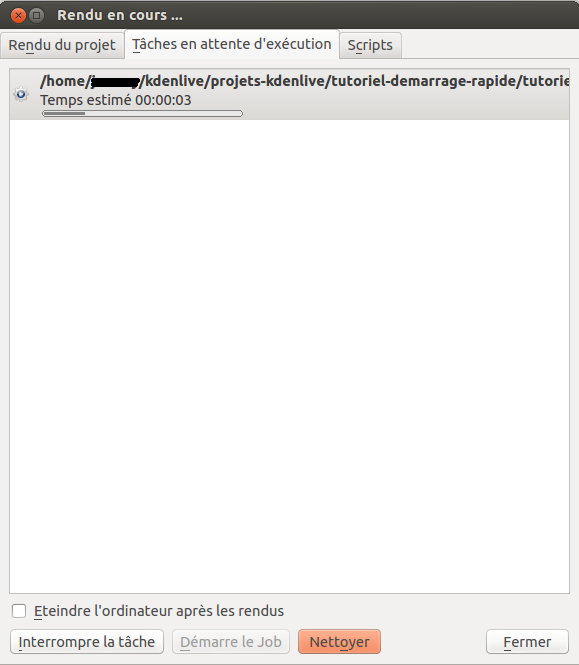 Rendu en cours ...
Rendu du projet Tâches en attente d'exécution Scripts
/home/ /kdenlive/projets-kdenlive/tutoriel-demarrage-rapide/tutorie
Temps estimé 00:00:03
Eteindre l'ordinateur après les rendus
Interrompre la tâche Démarre le Job Nettoyer Fermer